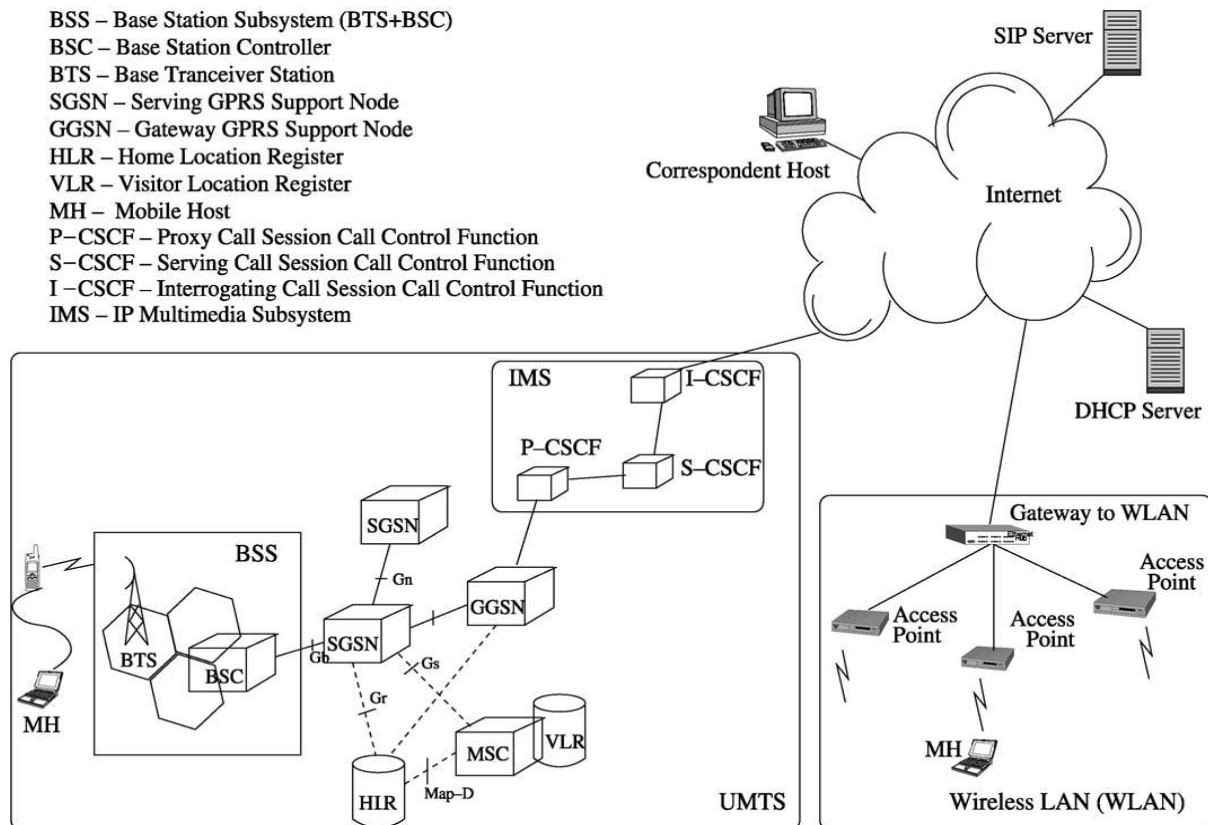 BSS – Base Station Subsystem (BTS+BSC)
BSC – Base Station Controller
BTS – Base Tranceiver Station
SGSN – Serving GPRS Support Node
GGSN – Gateway GPRS Support Node
HLR – Home Location Register
VLR – Visitor Location Register
MH – Mobile Host
P–CSCF – Proxy Call Session Call Control Function
S–CSCF – Serving Call Session Call Control Function
I –CSCF – Interrogating Call Session Call Control Function
IMS – IP Multimedia Subsystem
SIP Server
Correspondent Host
Internet
DHCP Server
IMS
I–CSCF
P–CSCF
S–CSCF
SGSN
BSS
Gn
GGSN
SGSN
BTS
BSC
Gb
Gs
Gr
MH
MSC
VLR
HLR
Map–D
UMTS
Gateway to WLAN
Access
Point
Access
Point
Access
Point
MH
Wireless LAN (WLAN)